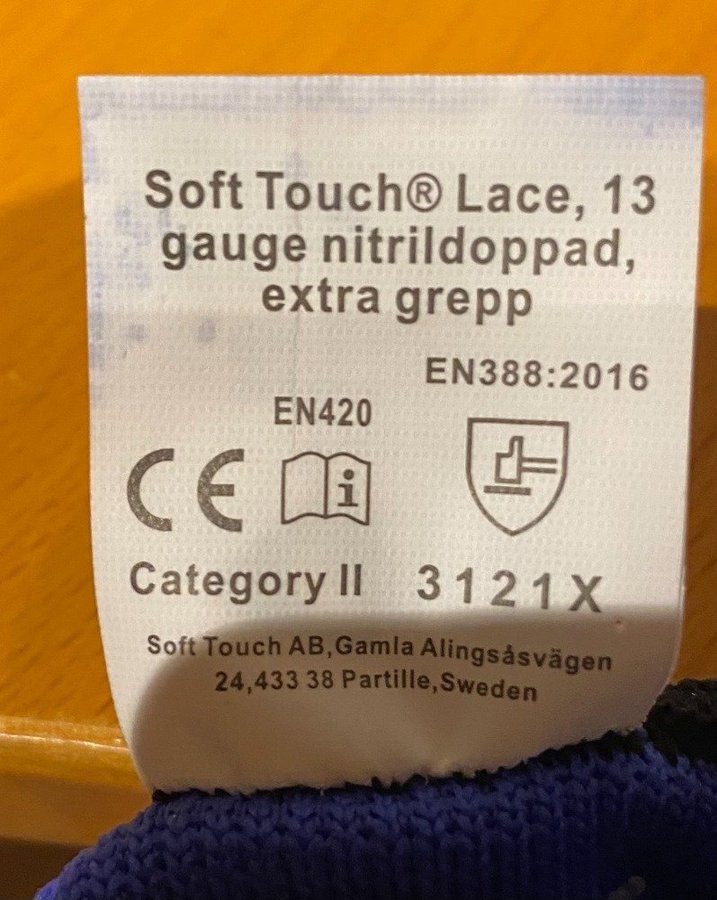 Soft Touch® Lace, 13
gauge nitrildoppad,
extra grepp
EN388:2016
EN420
CE i
Category II 3121X
Soft Touch AB,Gamla Alingsåsvägen
24,433 38 Partille,Sweden